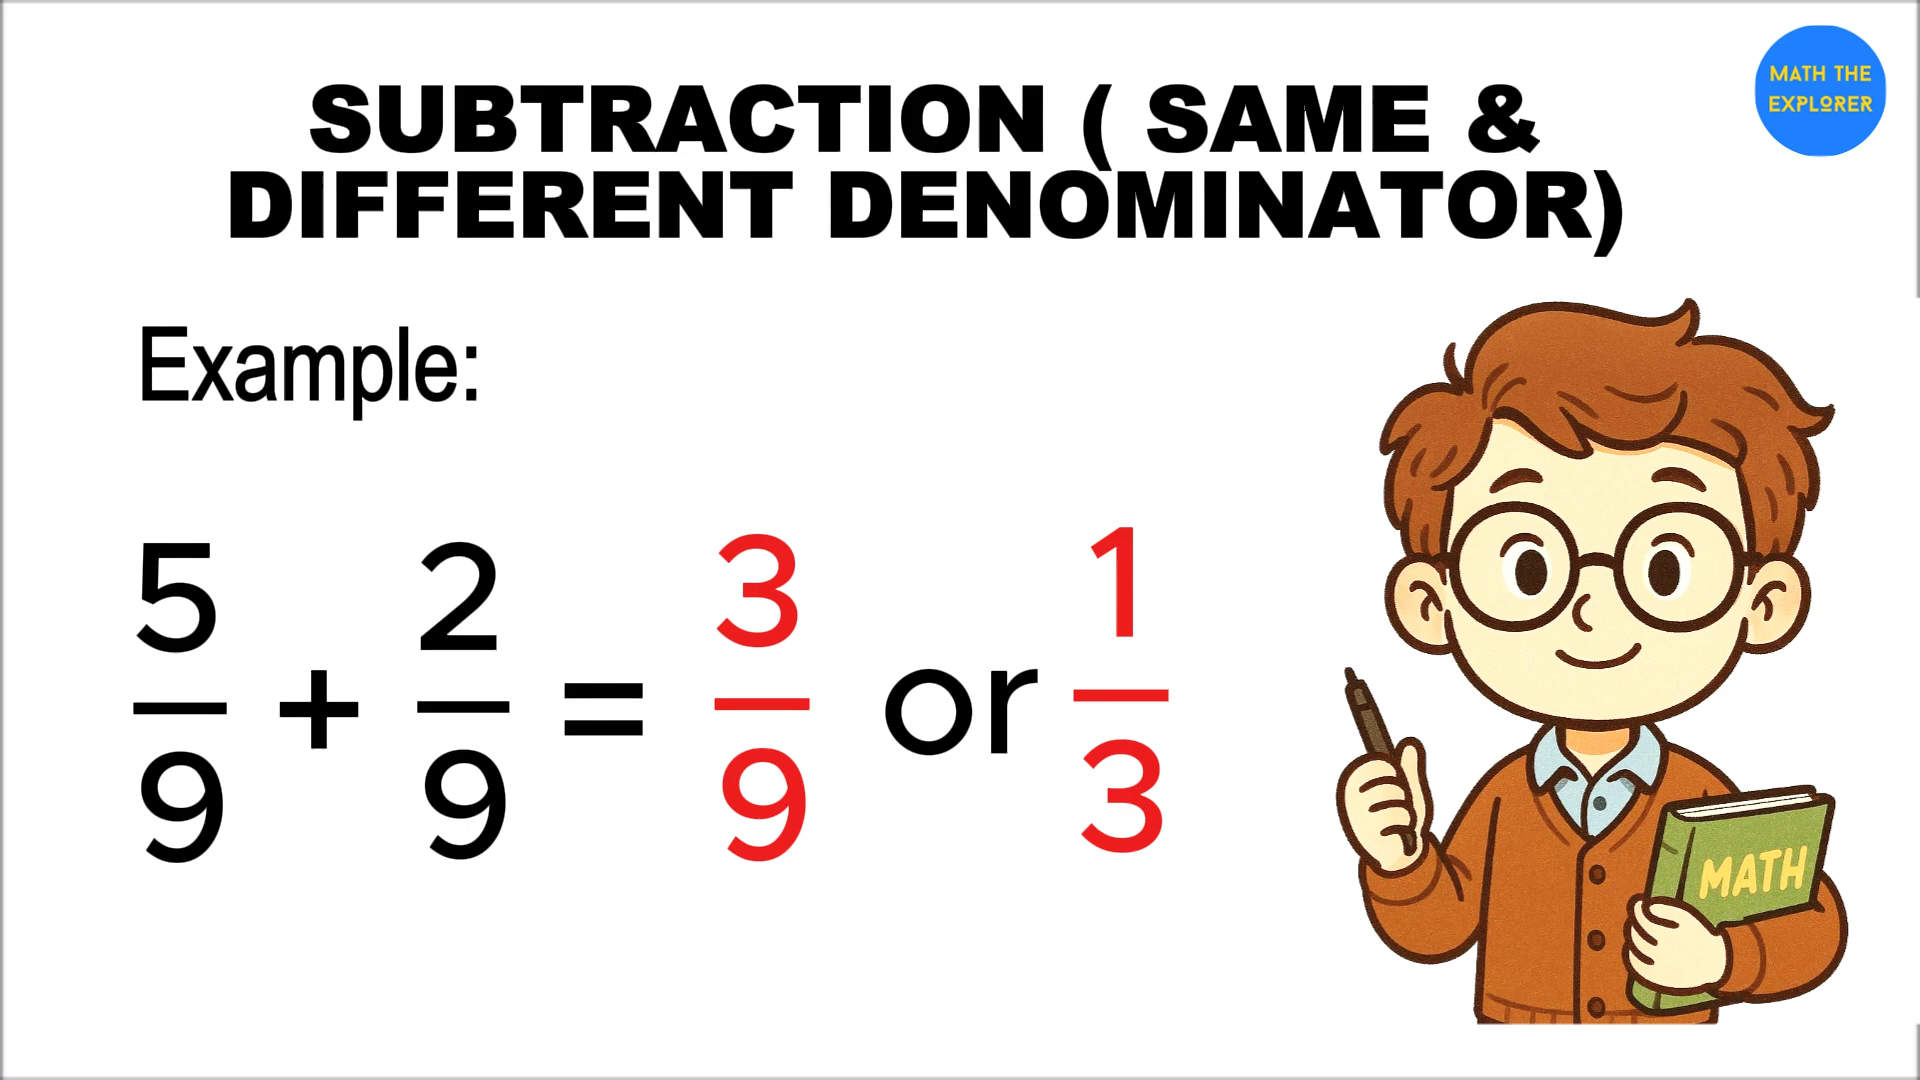 MATH THE
EXPLORER
SUBTRACTION ( SAME &
DIFFERENT DENOMINATOR)
Example:
5/9 + 2/9 = 3/9 or 1/3
MATH